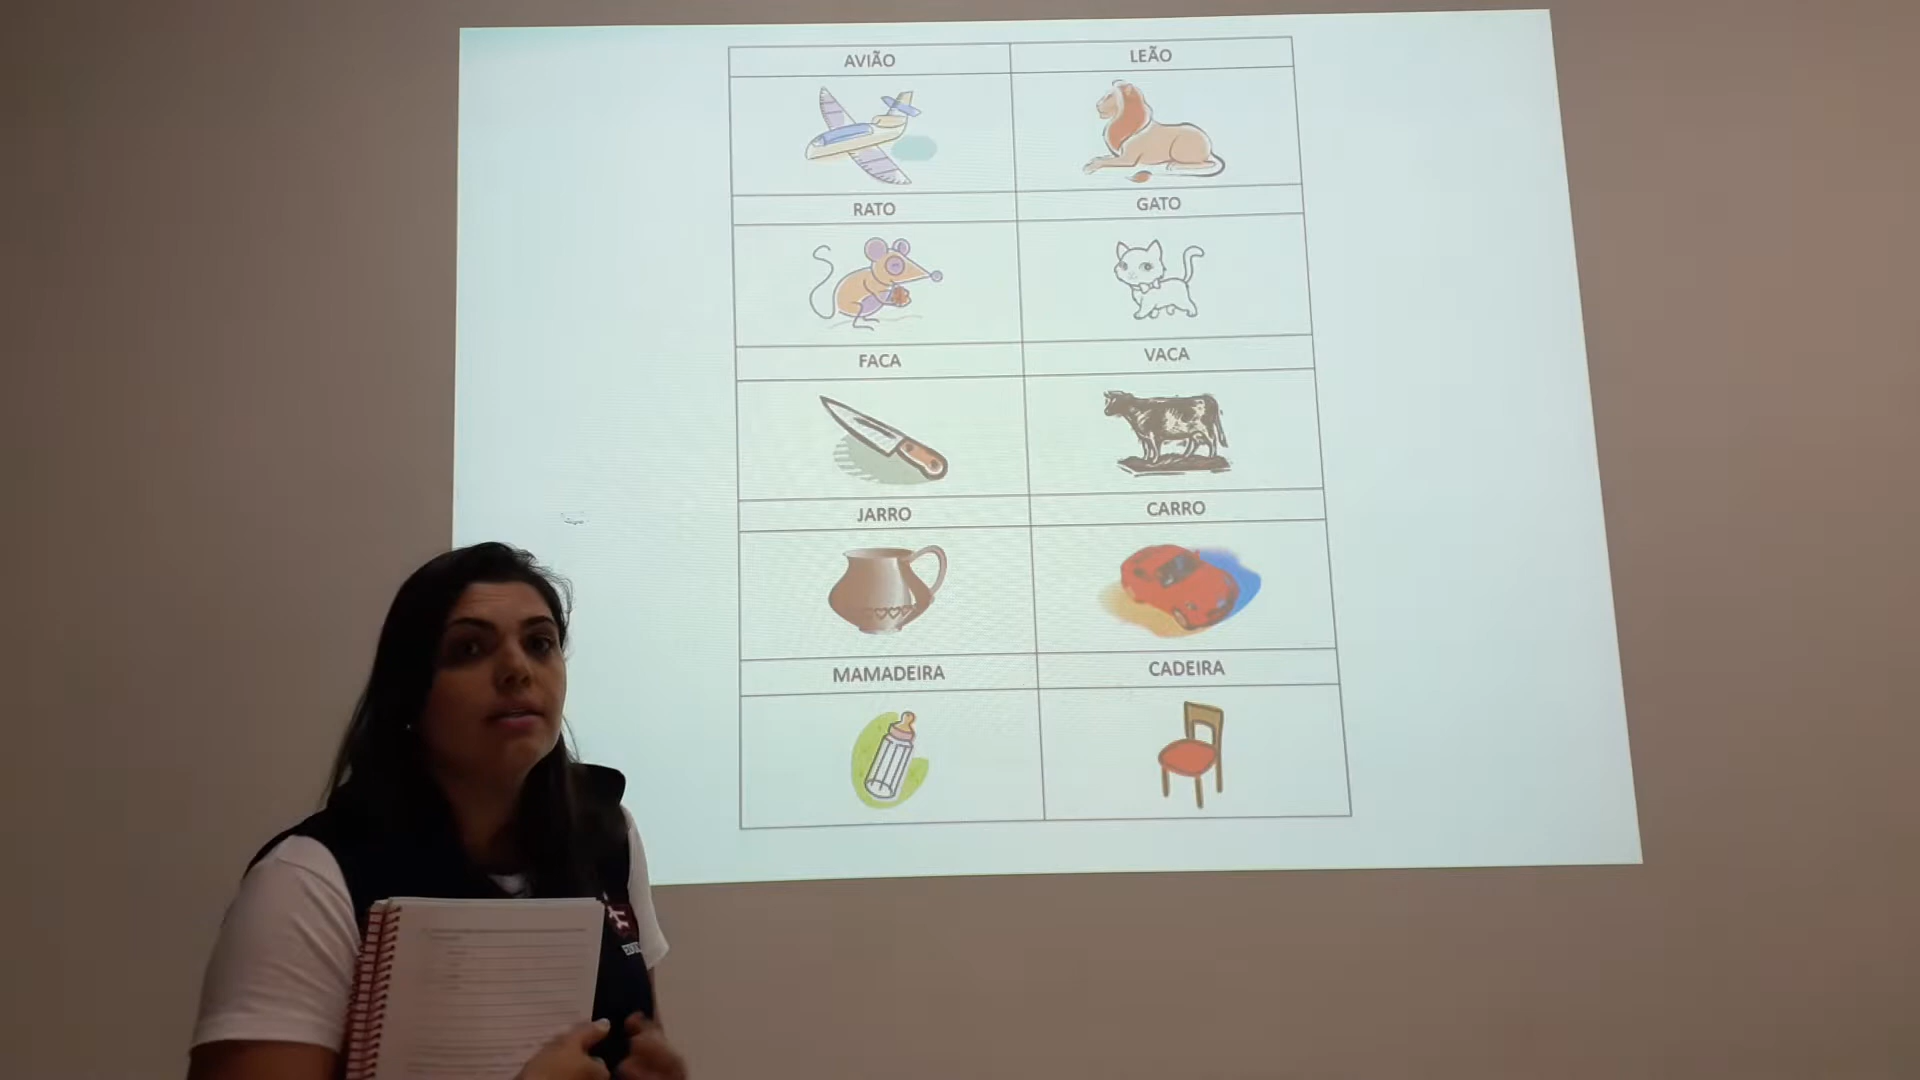 AVIÃO LEÃO
RATO GATO
FACA VACA
JARRO CARRO
MAMADEIRA CADEIRA